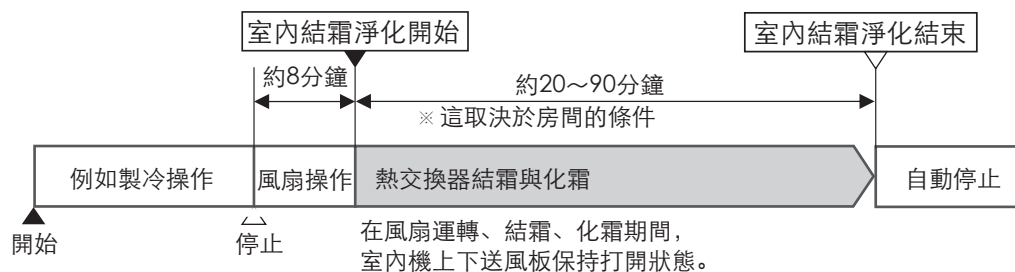 室內結霜淨化開始
室內結霜淨化結束
約8分鐘
約20～90分鐘
※ 這取決於房間的條件
例如製冷操作
風扇操作
熱交換器結霜與化霜
自動停止
開始
停止
在風扇運轉、結霜、化霜期間，
室內機上下送風板保持打開狀態。